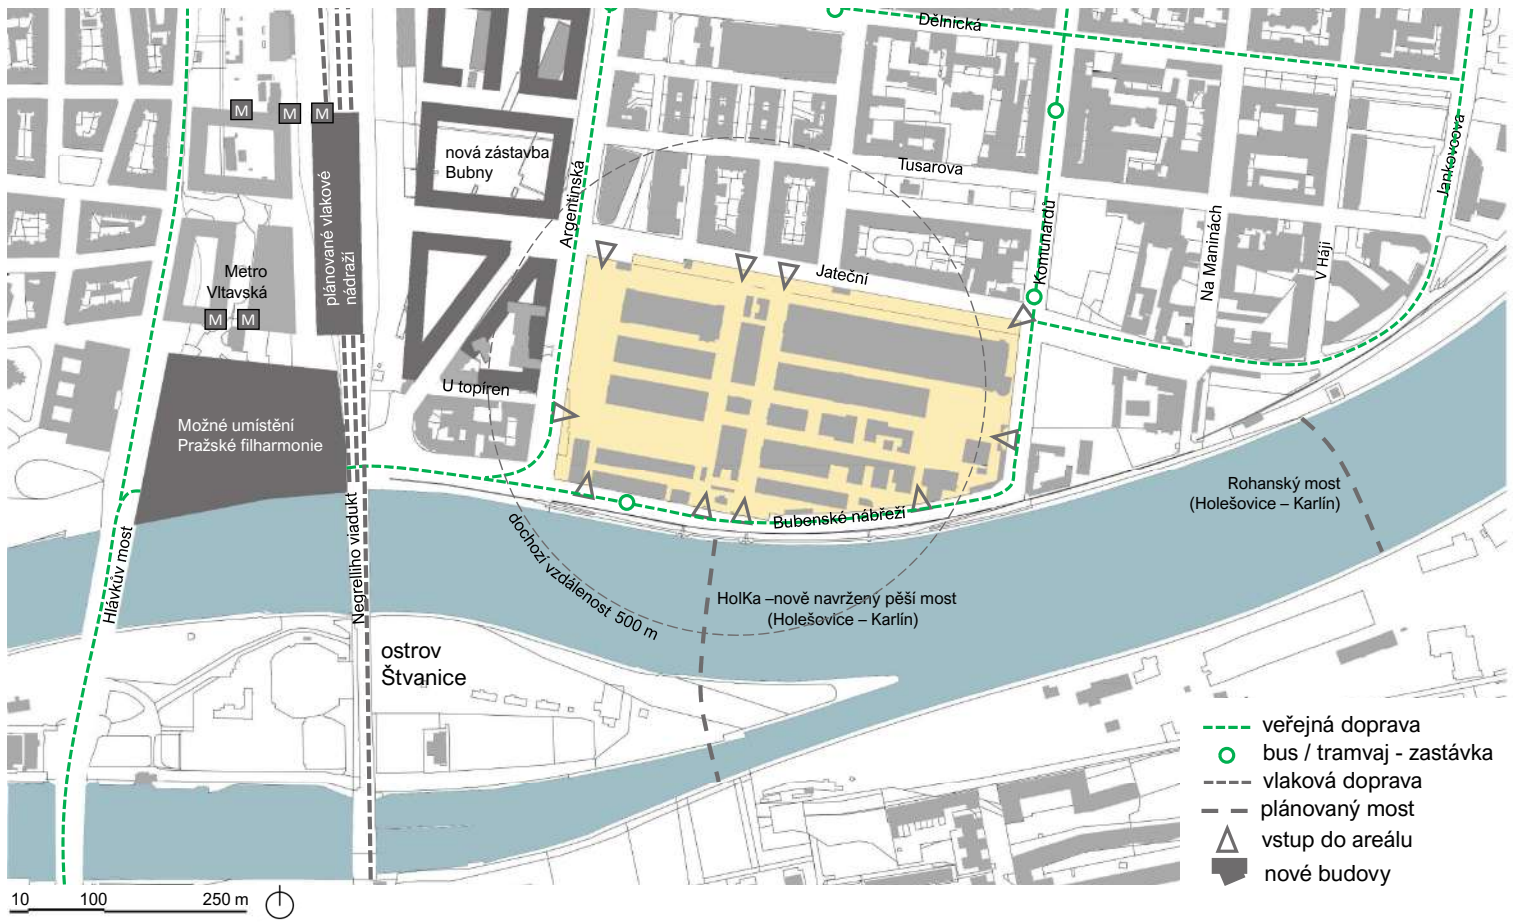 Dělnická
M M M
nová zástavba
Bubny
Tusarova
Argentinská
Jankovcova
plánované vlakové
nádraží
Komunardů
Na Maninách
V Háji
Metro
Vltavská
M M
Jateční
U topíren
Možné umístění
Pražské filharmonie
Rohanský most
(Holešovice – Karlín)
Bubenské nábřeží
Hlávkův most
Negrelliho viadukt
dochozí vzdálenost 500 m
HolKa –nově navržený pěší most
(Holešovice – Karlín)
ostrov
Štvanice
veřejná doprava
bus / tramvaj - zastávka
vlaková doprava
plánovaný most
vstup do areálu
nové budovy
10 100 250 m